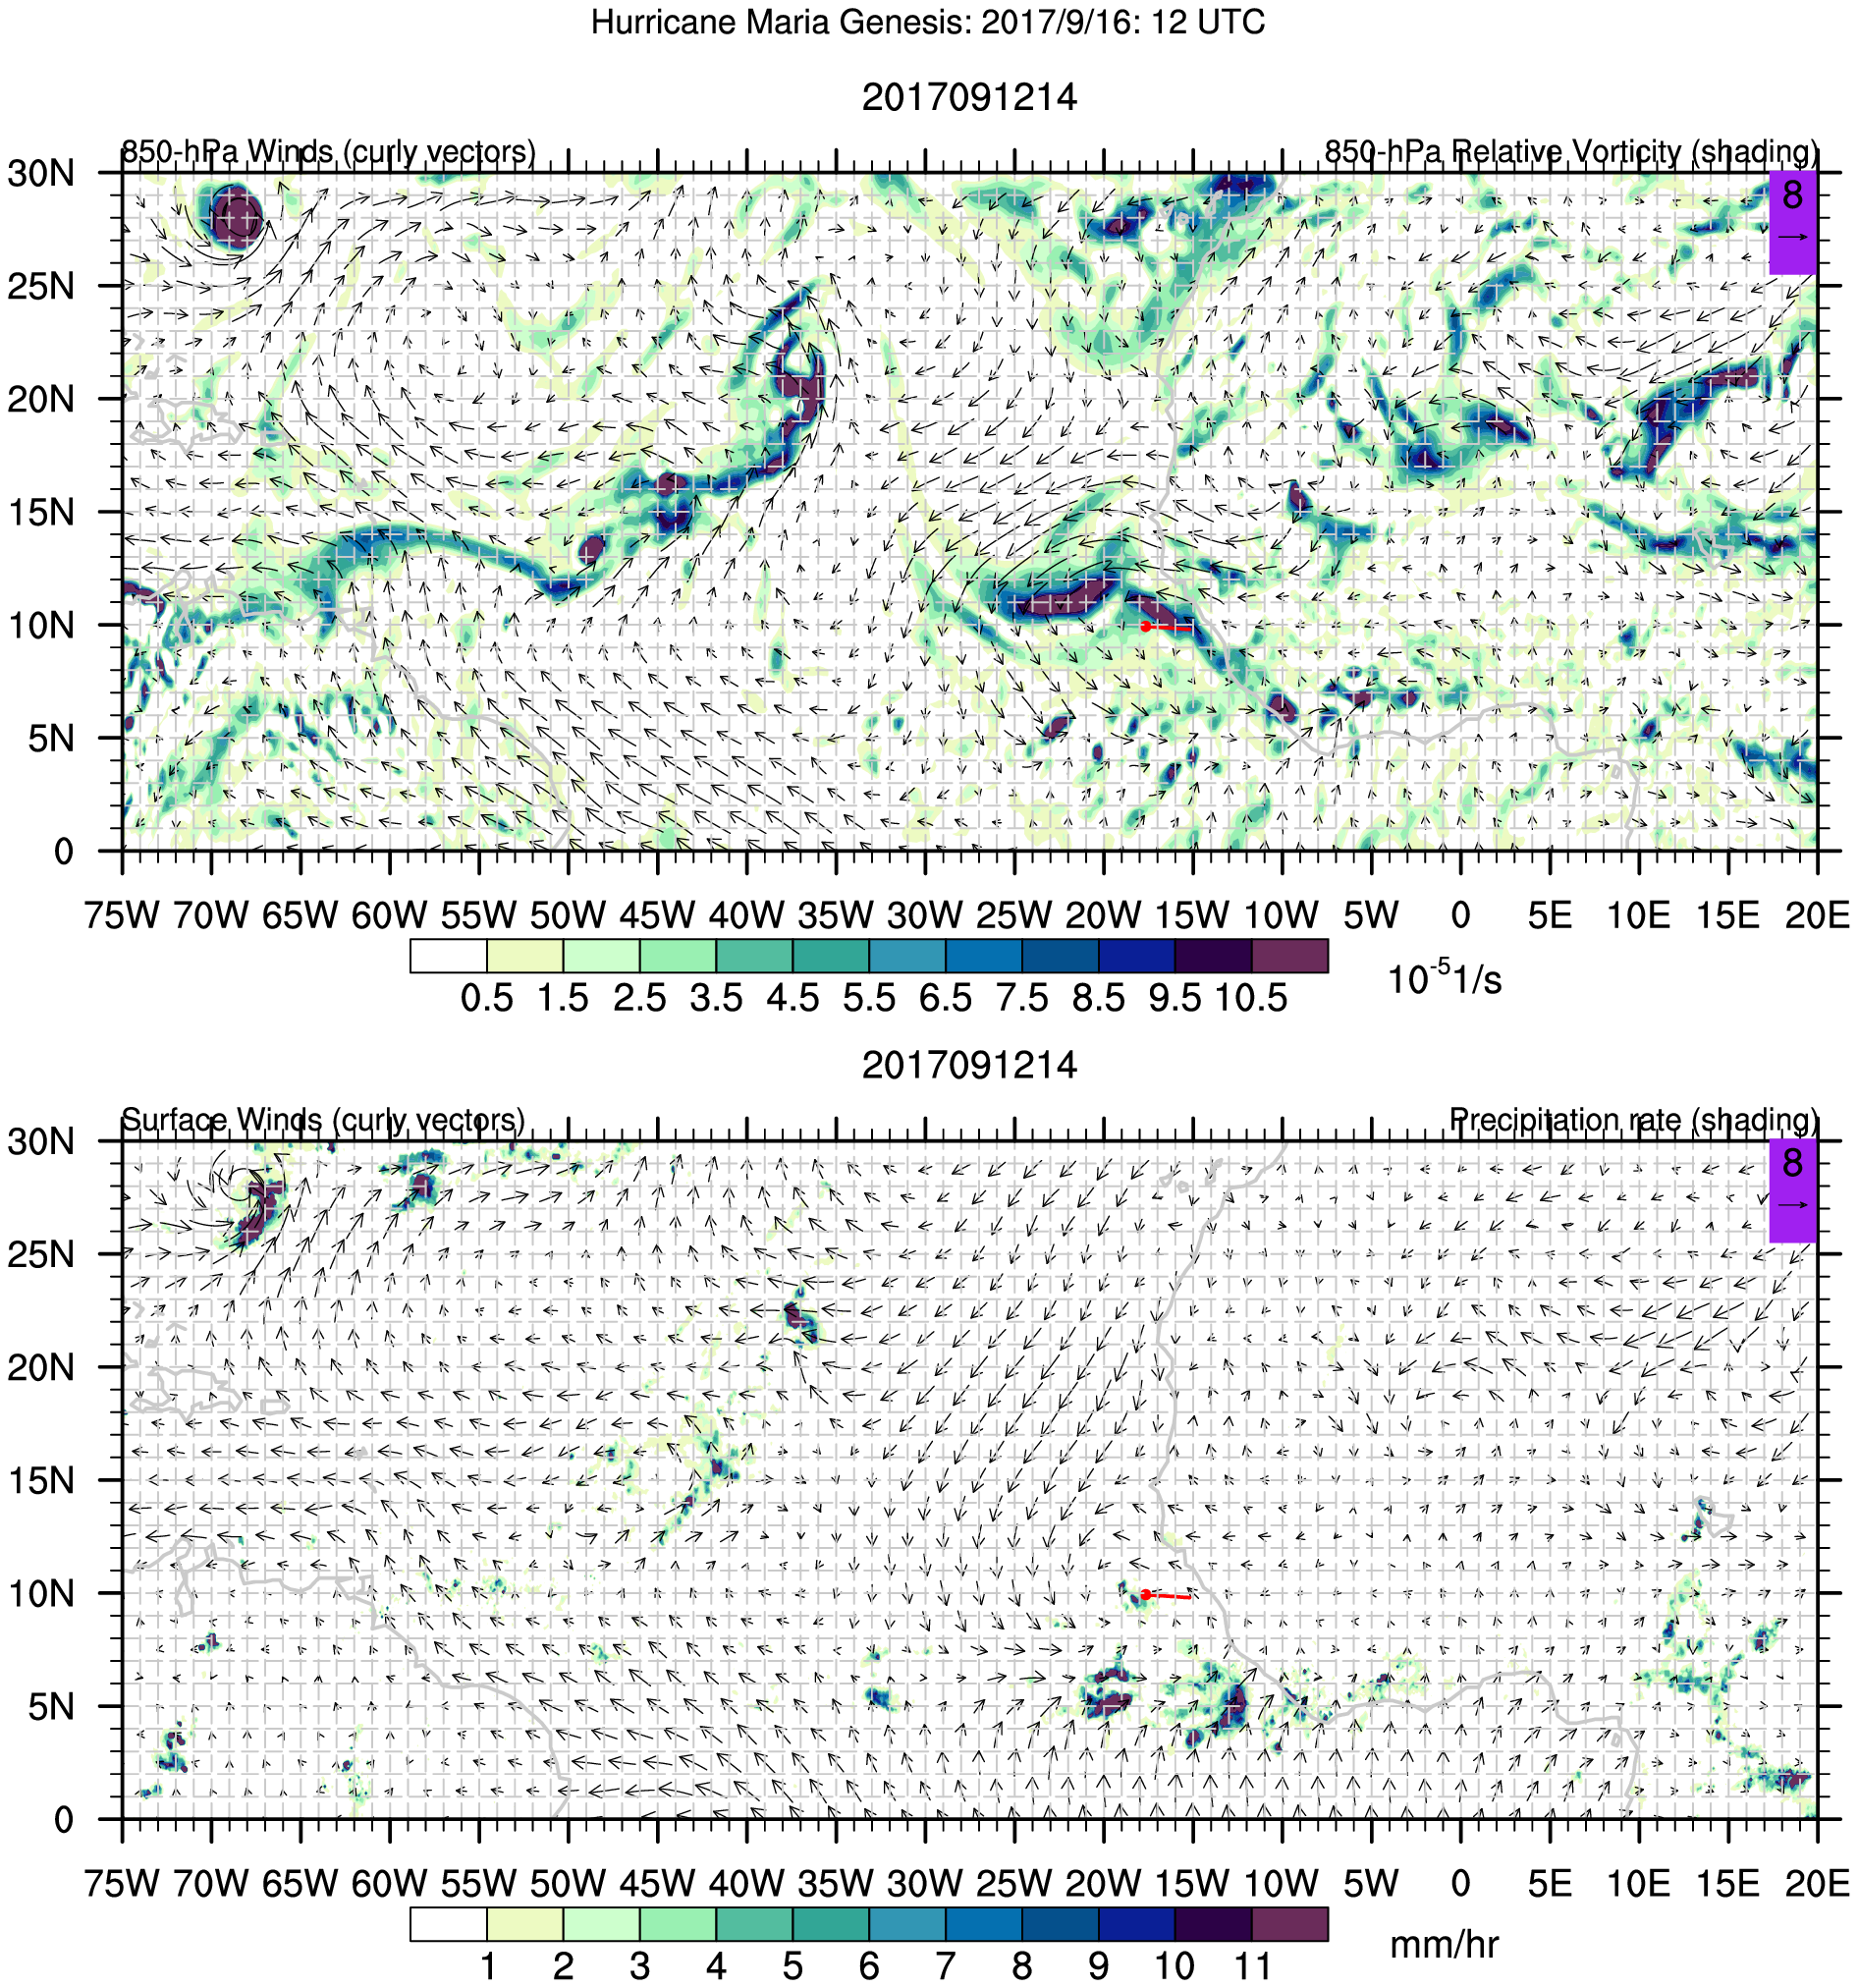 Hurricane Maria Genesis: 2017/9/16: 12 UTC
2017091214
850-hPa Winds (curly vectors) 850-hPa Relative Vorticity (shading)
30N
25N
20N
15N
10N
5N
0
8
75W 70W 65W 60W 55W 50W 45W 40W 35W 30W 25W 20W 15W 10W 5W 0 5E 10E 15E 20E
0.5 1.5 2.5 3.5 4.5 5.5 6.5 7.5 8.5 9.5 10.5
10⁻⁵1/s
2017091214
Surface Winds (curly vectors) Precipitation rate (shading)
30N
25N
20N
15N
10N
5N
0
8
75W 70W 65W 60W 55W 50W 45W 40W 35W 30W 25W 20W 15W 10W 5W 0 5E 10E 15E 20E
1 2 3 4 5 6 7 8 9 10 11
mm/hr